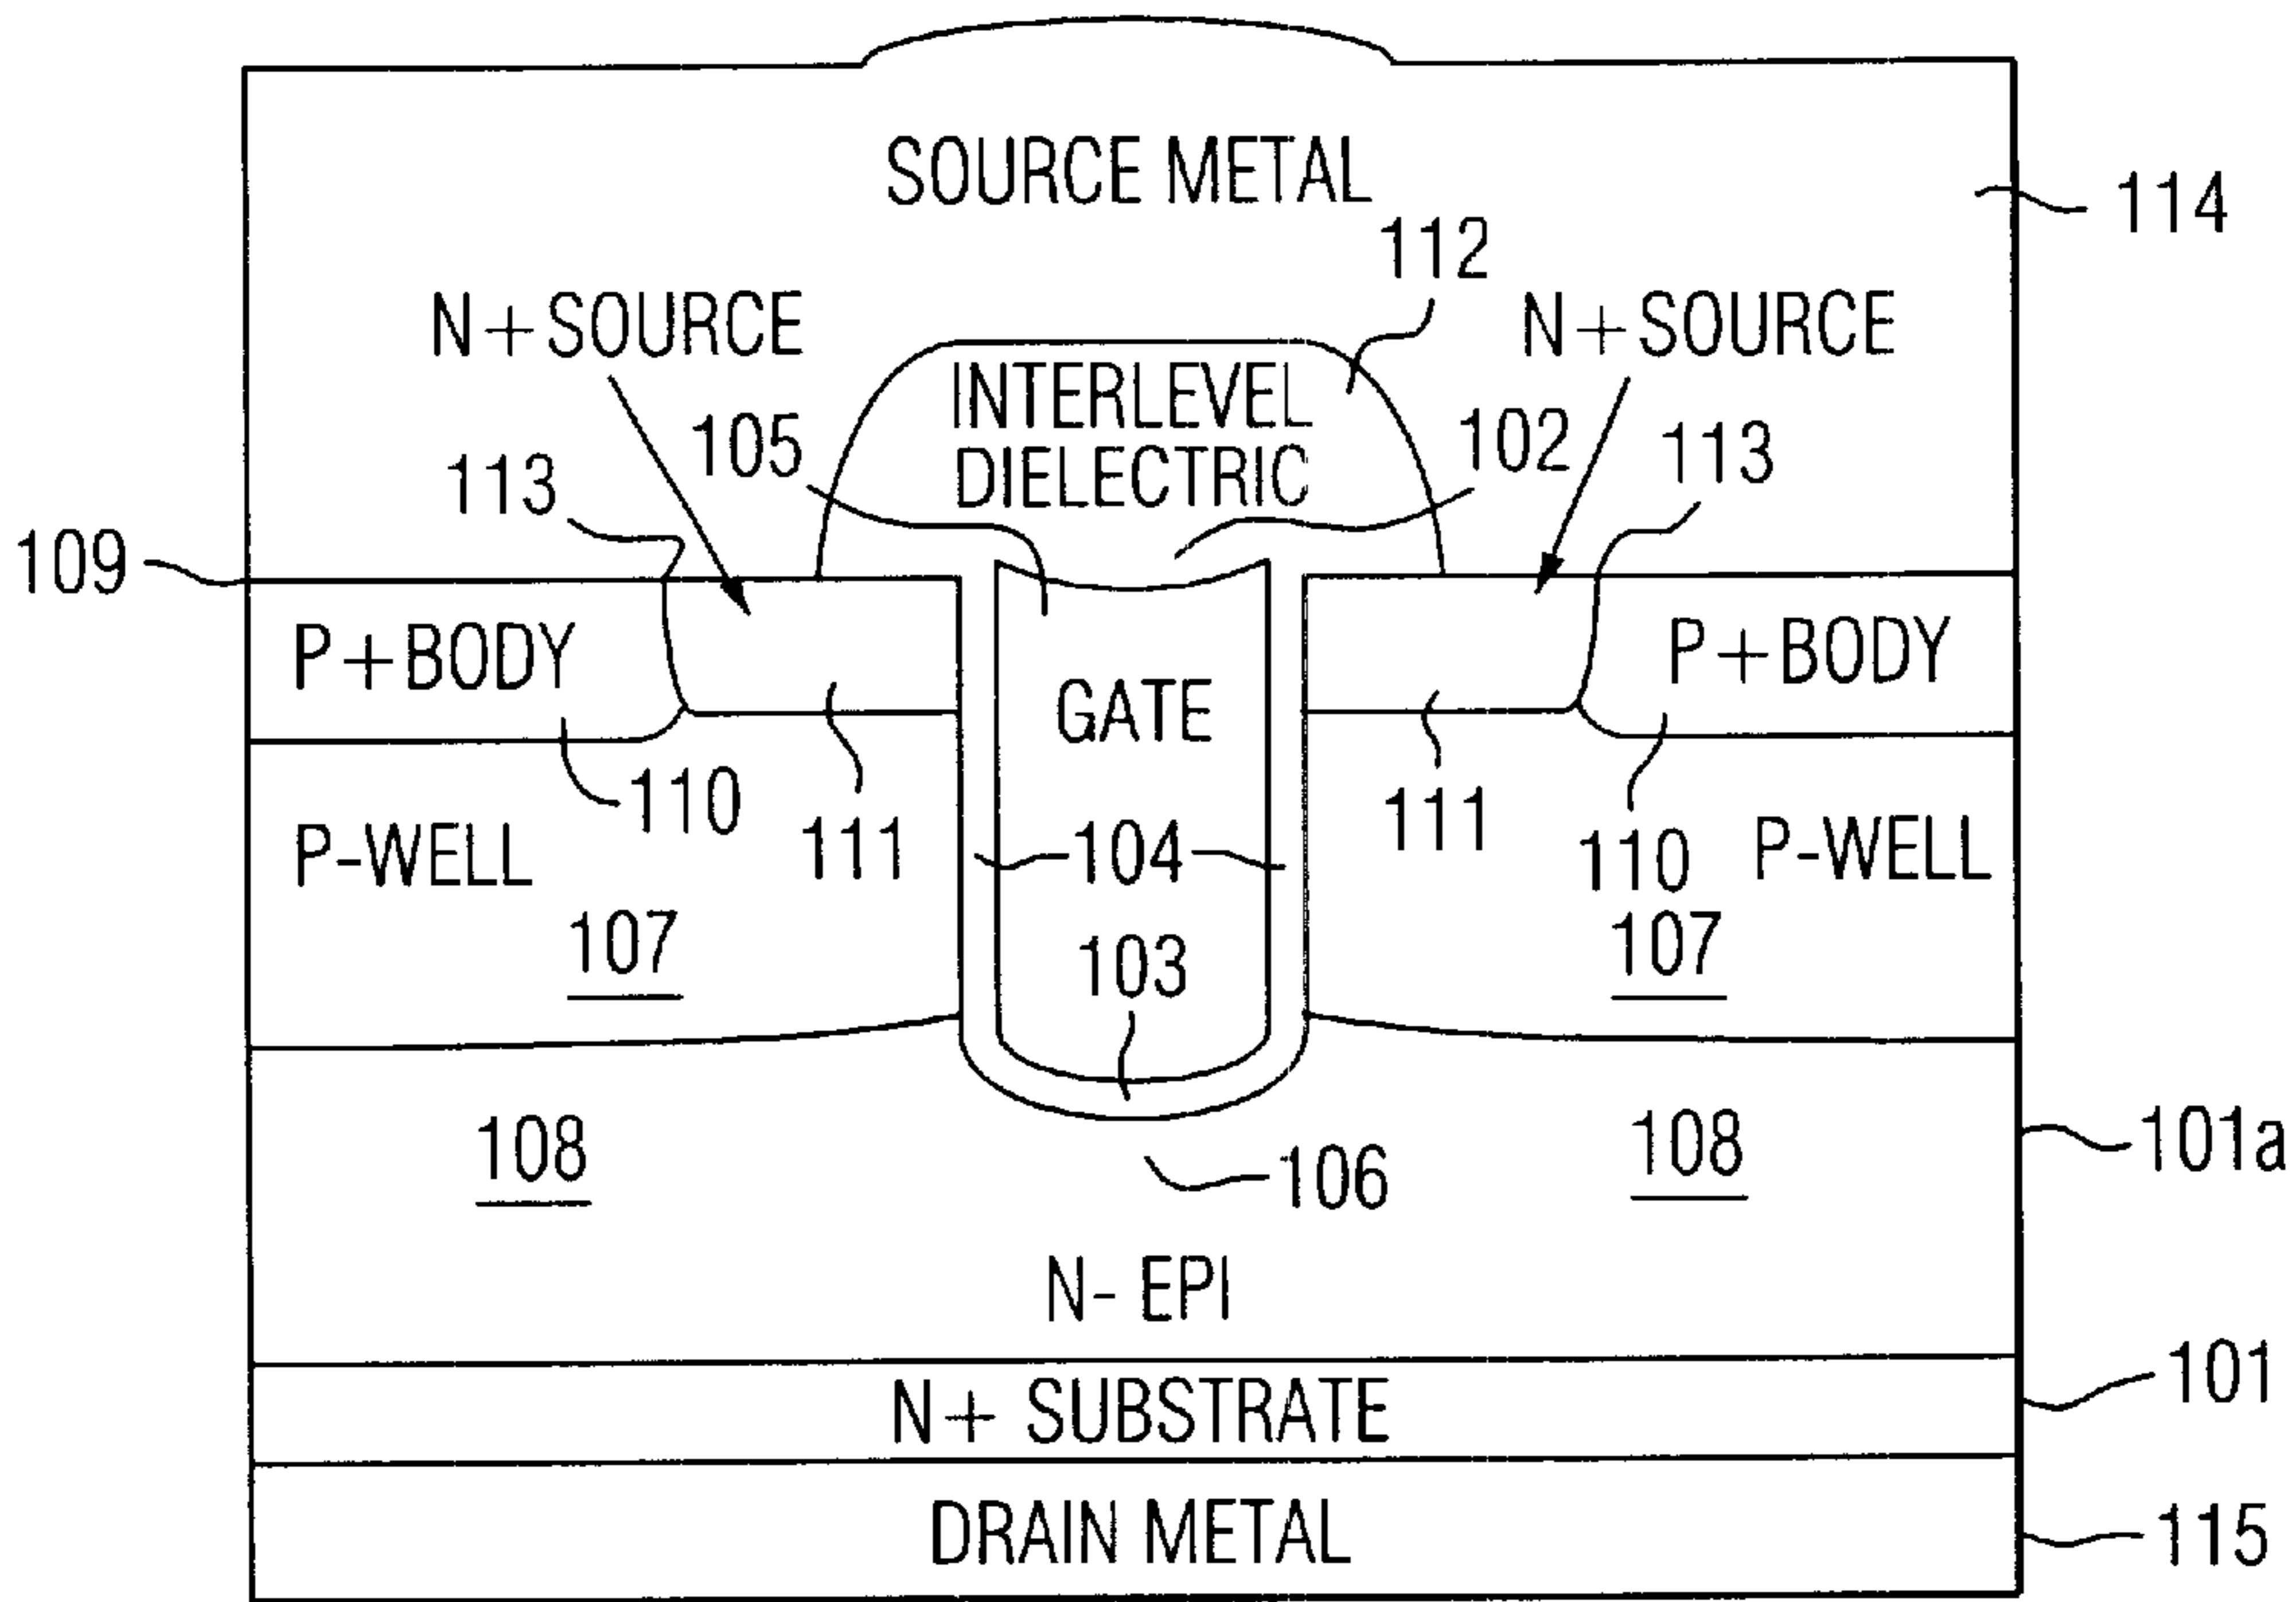 SOURCE METAL
114
112
N+SOURCE
N+SOURCE
INTERLEVEL
DIELECTRIC
105
102
113
113
109
P+BODY
P+BODY
GATE
110
111
111
110
P-WELL
P-WELL
104
107
107
103
108
108
101a
106
N- EPI
101
N+ SUBSTRATE
DRAIN METAL
115